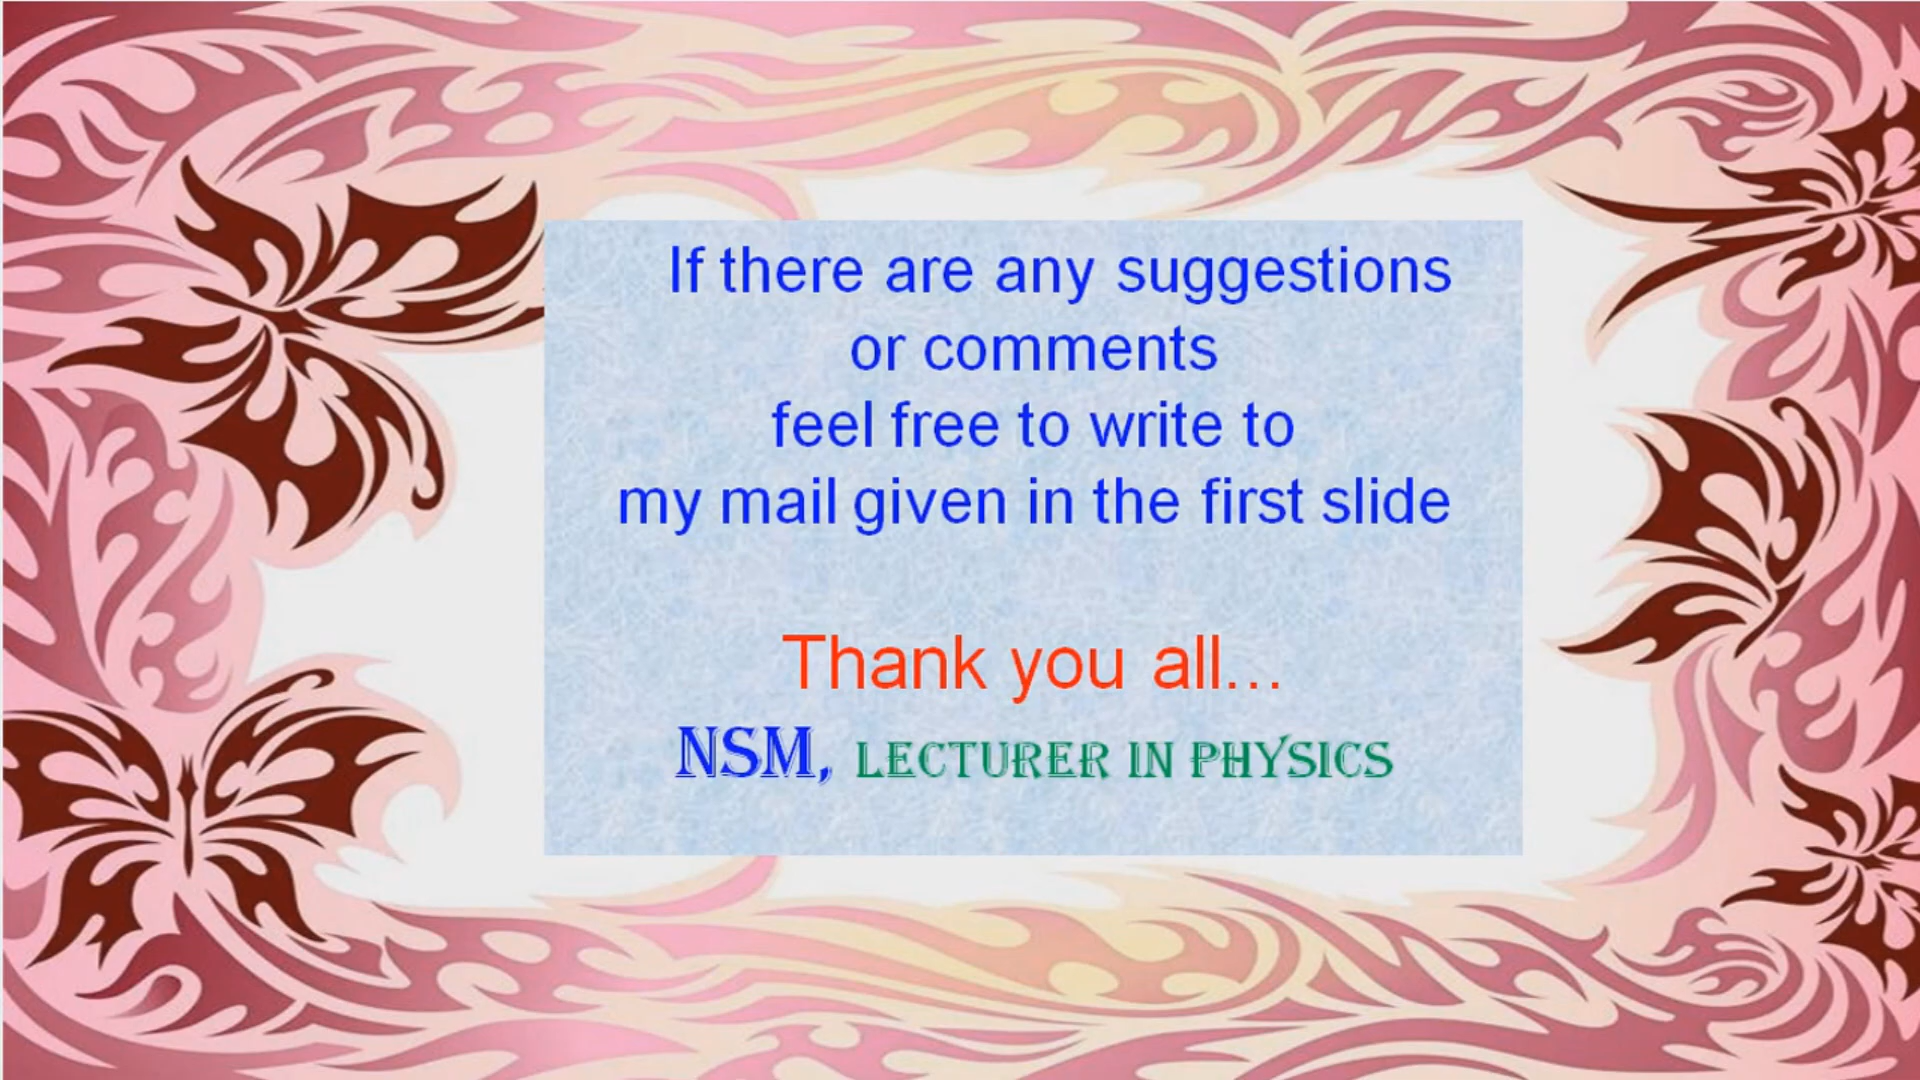 If there are any suggestions
or comments
feel free to write to
my mail given in the first slide
Thank you all...
NSM, LECTURER IN PHYSICS